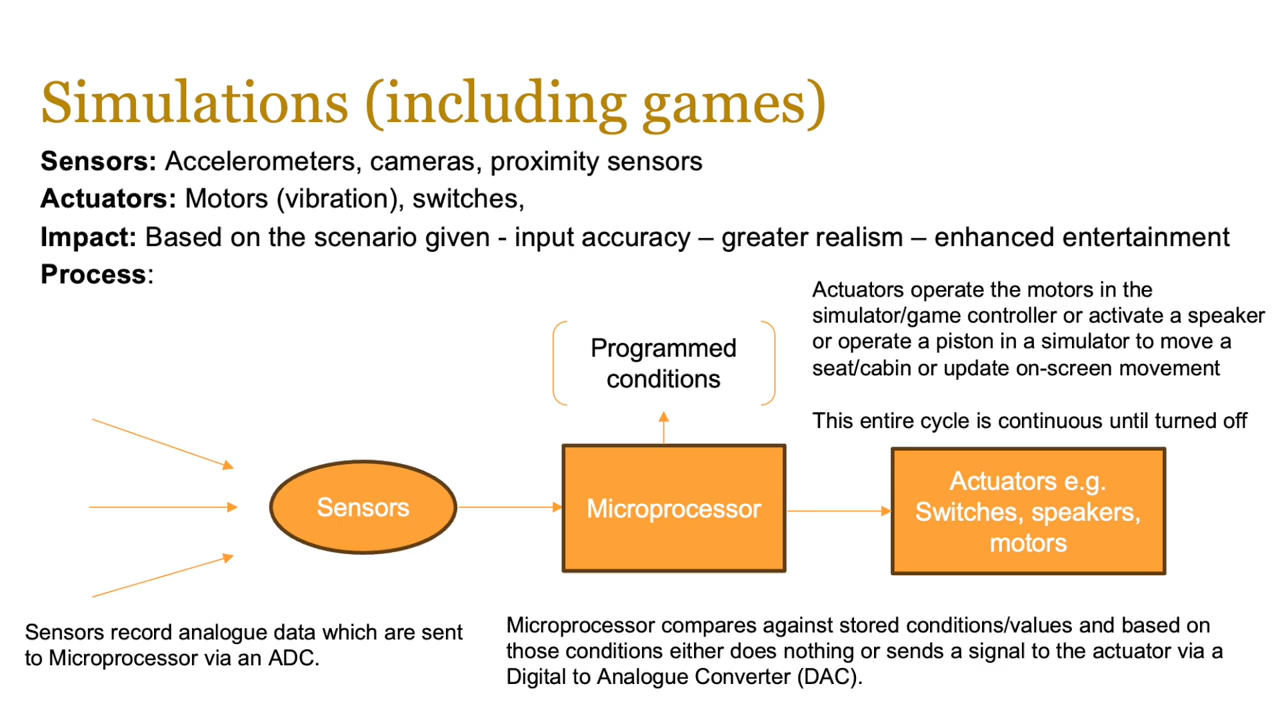 Simulations (including games)
Sensors: Accelerometers, cameras, proximity sensors
Actuators: Motors (vibration), switches,
Impact: Based on the scenario given - input accuracy – greater realism – enhanced entertainment
Process:
Actuators operate the motors in the
simulator/game controller or activate a speaker
or operate a piston in a simulator to move a
seat/cabin or update on-screen movement
This entire cycle is continuous until turned off
Programmed
conditions
Sensors
Microprocessor
Actuators e.g.
Switches, speakers,
motors
Sensors record analogue data which are sent
to Microprocessor via an ADC.
Microprocessor compares against stored conditions/values and based on
those conditions either does nothing or sends a signal to the actuator via a
Digital to Analogue Converter (DAC).